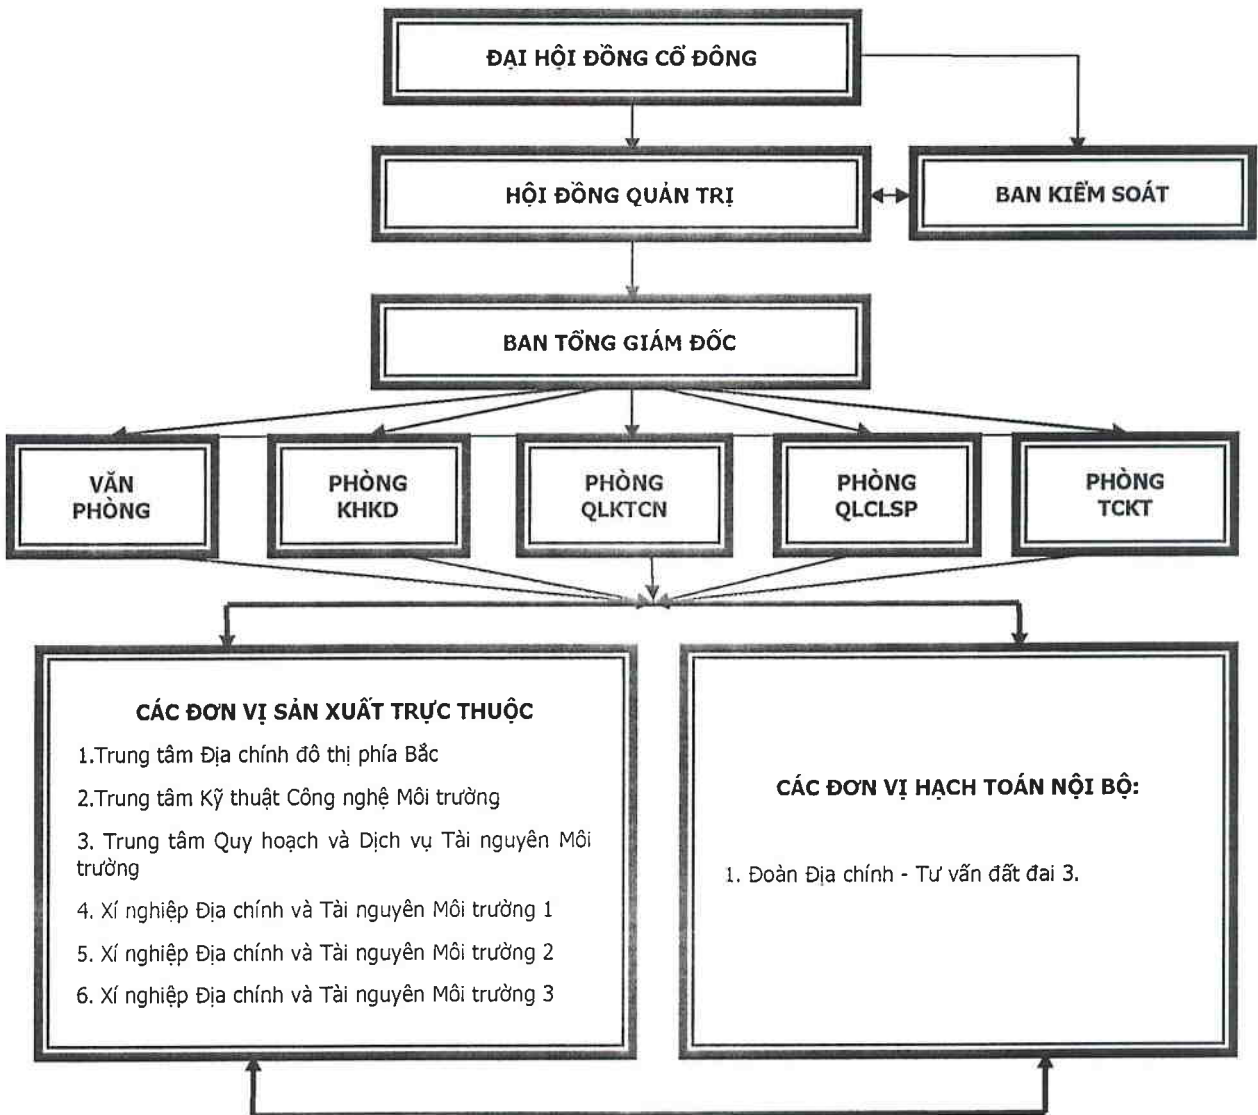 ĐẠI HỘI ĐỒNG CỔ ĐÔNG
HỘI ĐỒNG QUẢN TRỊ
BAN KIỂM SOÁT
BAN TỔNG GIÁM ĐỐC
VĂN
PHÒNG
PHÒNG
KHKD
PHÒNG
QLKTCN
PHÒNG
QLCLSP
PHÒNG
TCKT
CÁC ĐƠN VỊ SẢN XUẤT TRỰC THUỘC
1.Trung tâm Địa chính đô thị phía Bắc
2.Trung tâm Kỹ thuật Công nghệ Môi trường
3. Trung tâm Quy hoạch và Dịch vụ Tài nguyên Môi
trường
4. Xí nghiệp Địa chính và Tài nguyên Môi trường 1
5. Xí nghiệp Địa chính và Tài nguyên Môi trường 2
6. Xí nghiệp Địa chính và Tài nguyên Môi trường 3
CÁC ĐƠN VỊ HẠCH TOÁN NỘI BỘ:
1. Đoàn Địa chính - Tư vấn đất đai 3.